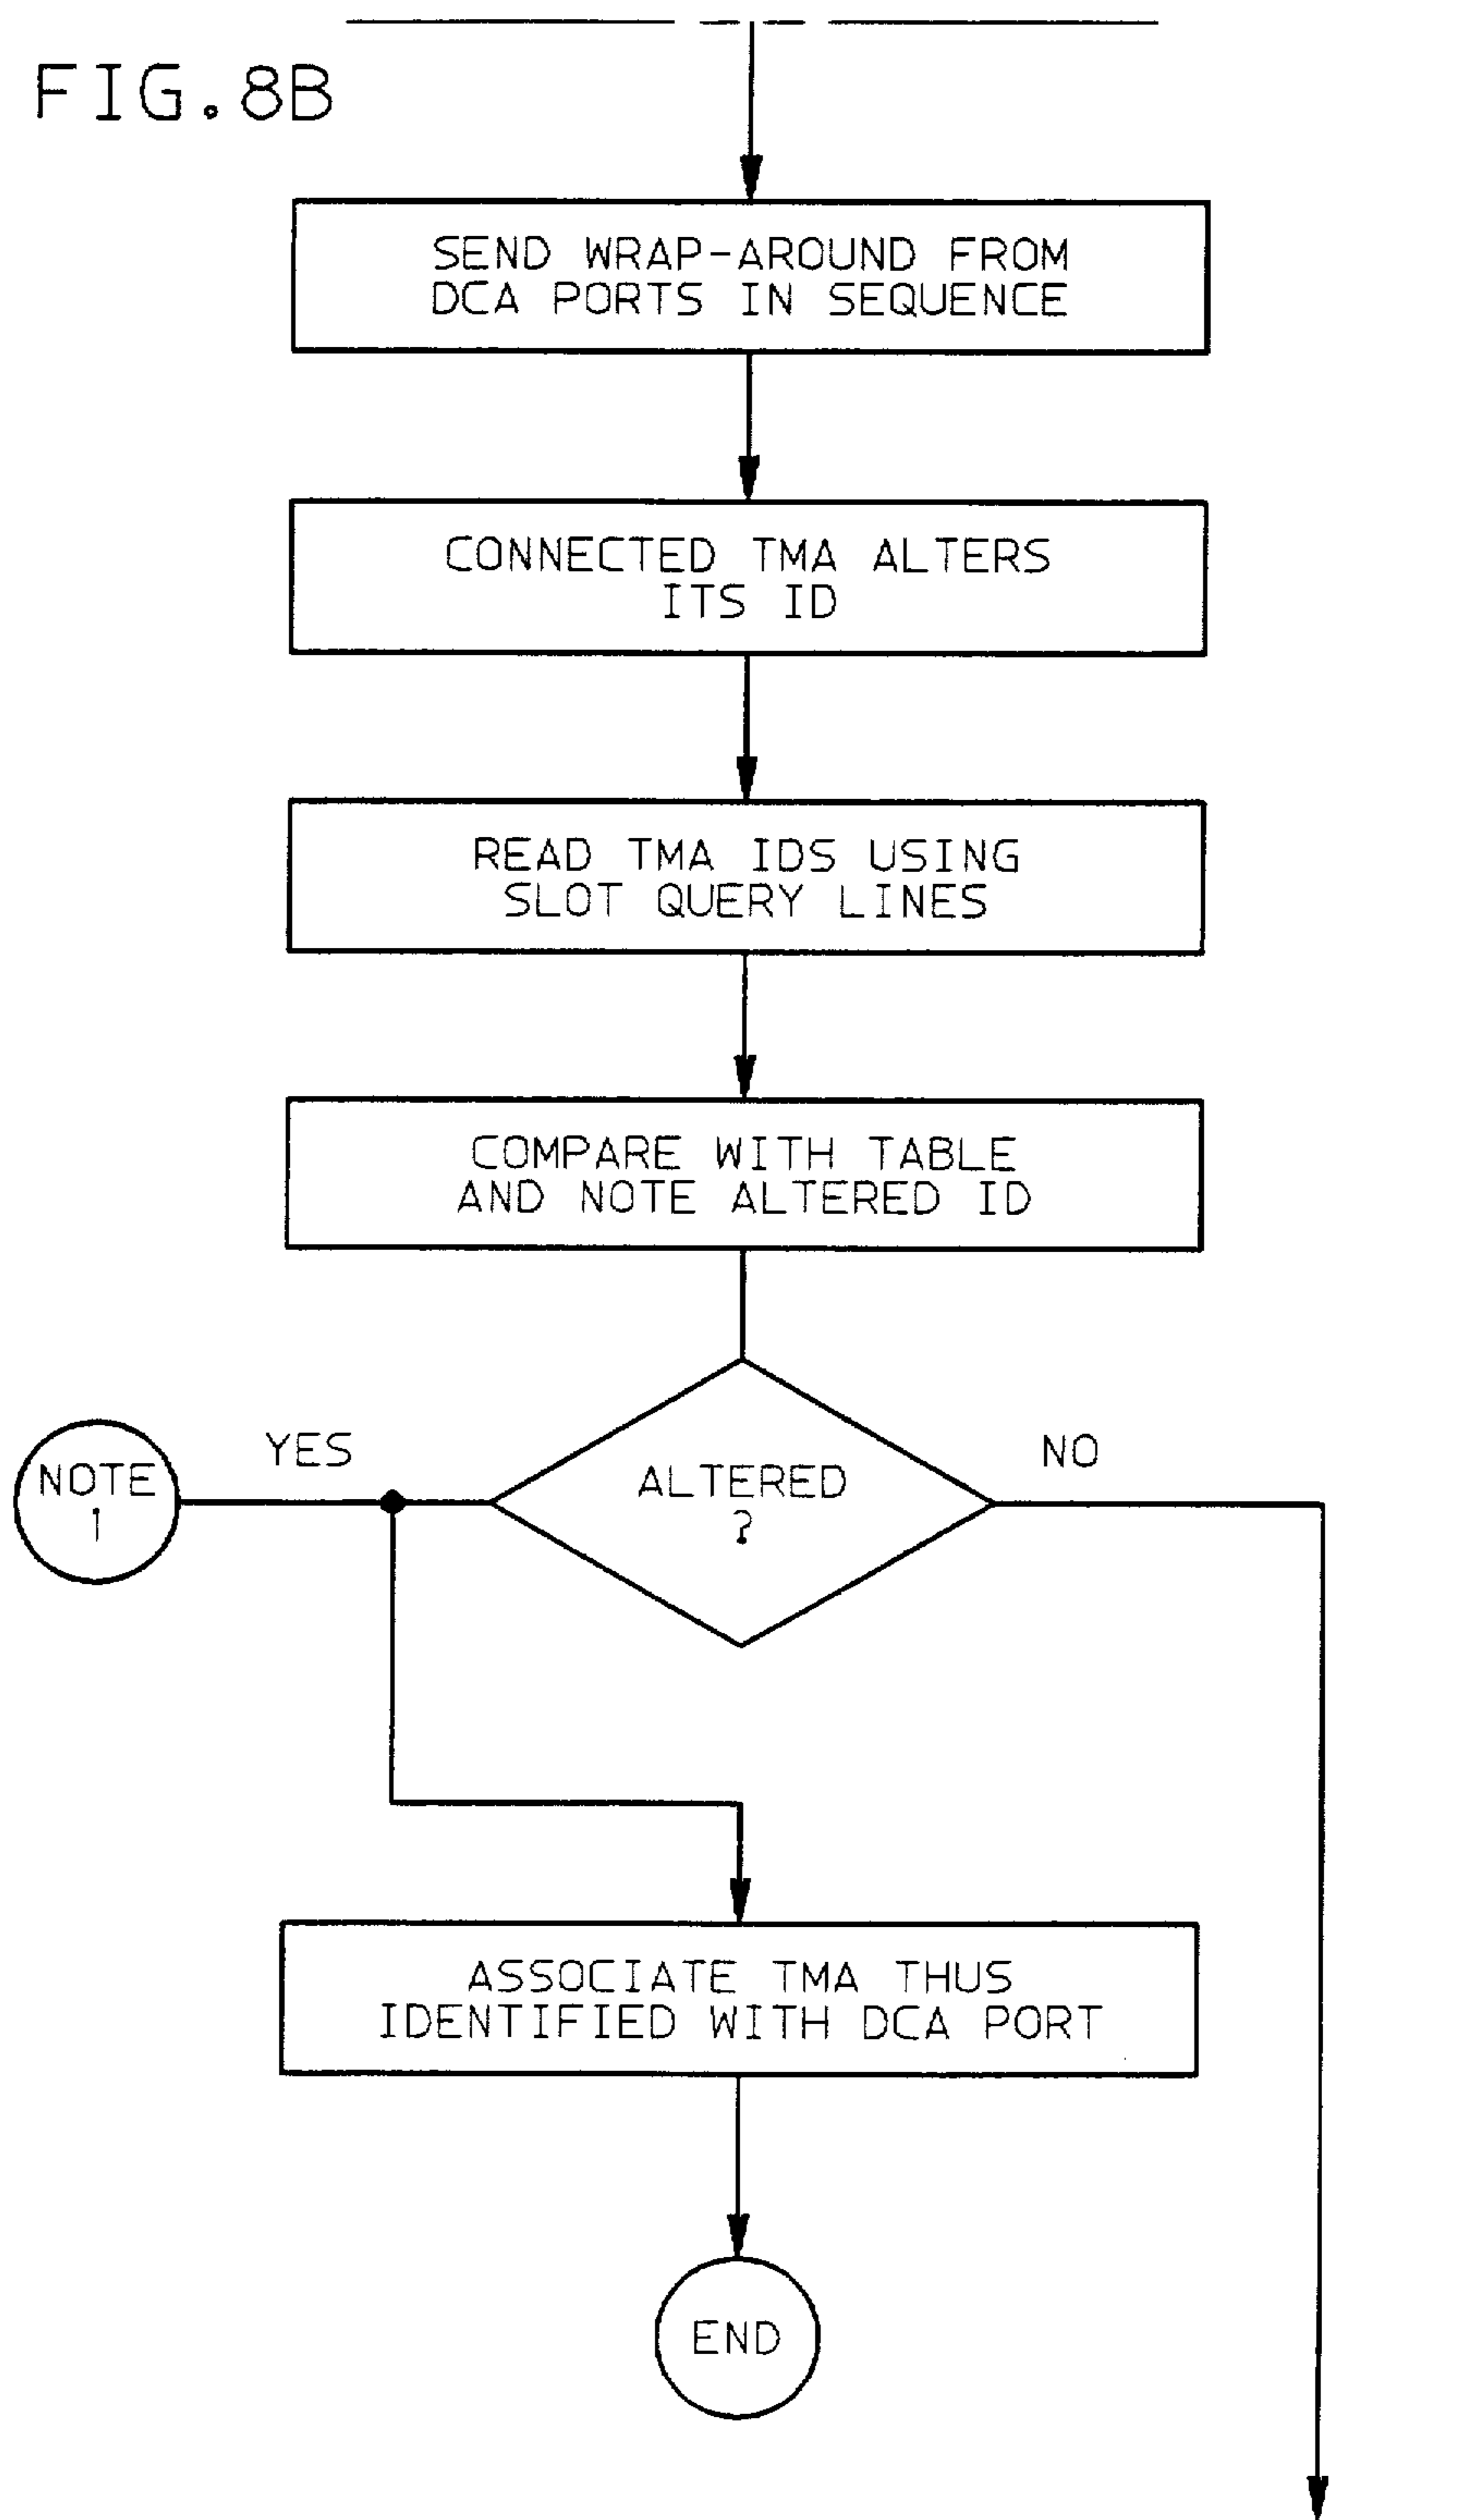 FIG.8B
SEND WRAP-AROUND FROM
DCA PORTS IN SEQUENCE
CONNECTED TMA ALTERS
ITS ID
READ TMA IDS USING
SLOT QUERY LINES
COMPARE WITH TABLE
AND NOTE ALTERED ID
NOTE
1
YES
ALTERED
?
NO
ASSOCIATE TMA THUS
IDENTIFIED WITH DCA PORT
END